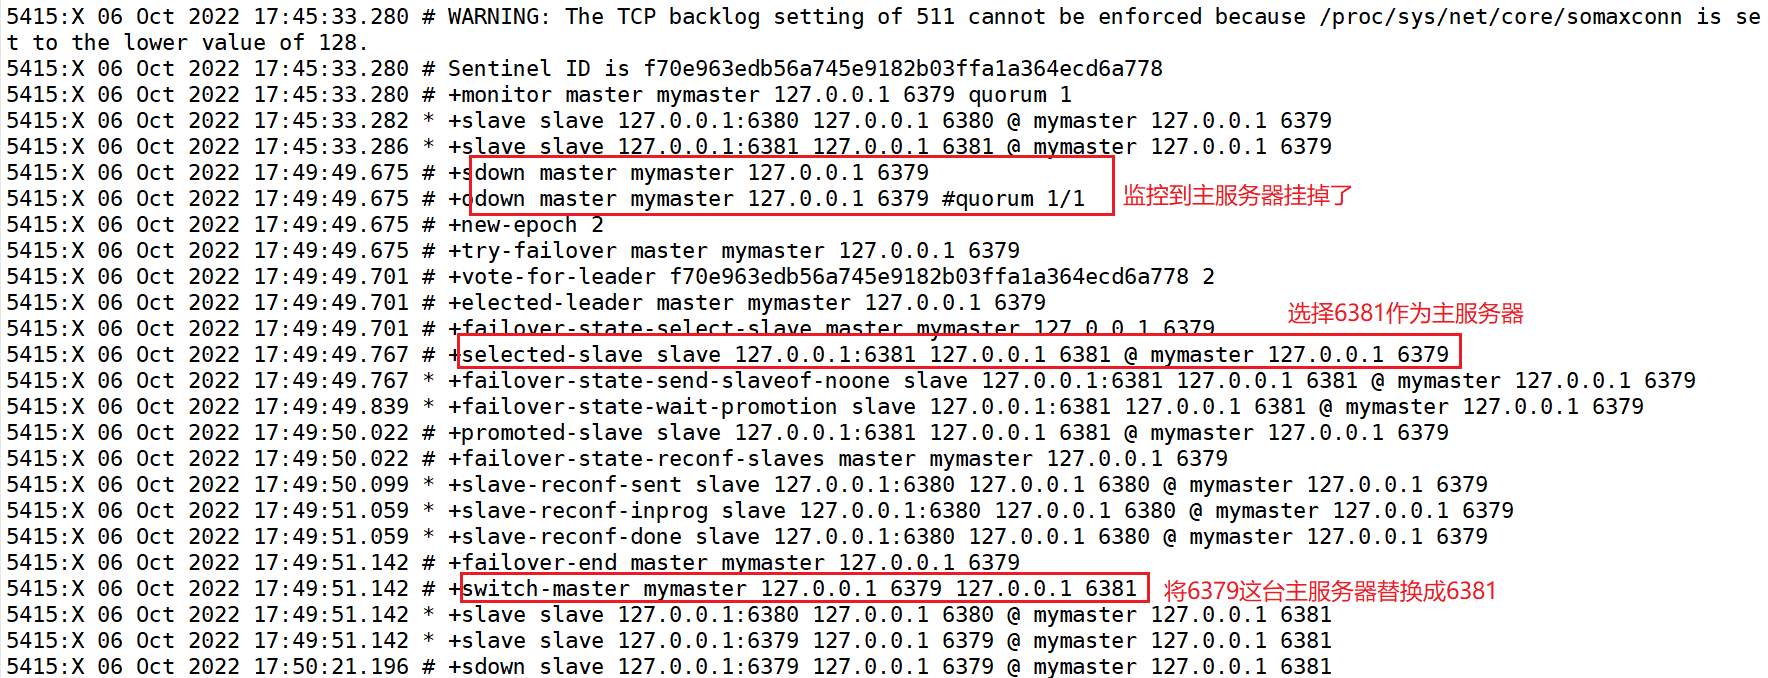 5415:X 06 Oct 2022 17:45:33.280 # WARNING: The TCP backlog setting of 511 cannot be enforced because /proc/sys/net/core/somaxconn is se
t to the lower value of 128.
5415:X 06 Oct 2022 17:45:33.280 # Sentinel ID is f70e963edb56a745e9182b03ffa1a364ecd6a778
5415:X 06 Oct 2022 17:45:33.280 # +monitor master mymaster 127.0.0.1 6379 quorum 1
5415:X 06 Oct 2022 17:45:33.282 * +slave slave 127.0.0.1:6380 127.0.0.1 6380 @ mymaster 127.0.0.1 6379
5415:X 06 Oct 2022 17:45:33.286 * +slave slave 127.0.0.1:6381 127.0.0.1 6381 @ mymaster 127.0.0.1 6379
5415:X 06 Oct 2022 17:49:49.675 # +sdown master mymaster 127.0.0.1 6379
5415:X 06 Oct 2022 17:49:49.675 # +odown master mymaster 127.0.0.1 6379 #quorum 1/1
监控到主服务器挂掉了
5415:X 06 Oct 2022 17:49:49.675 # +new-epoch 2
5415:X 06 Oct 2022 17:49:49.675 # +try-failover master mymaster 127.0.0.1 6379
5415:X 06 Oct 2022 17:49:49.701 # +vote-for-leader f70e963edb56a745e9182b03ffa1a364ecd6a778 2
5415:X 06 Oct 2022 17:49:49.701 # +elected-leader master mymaster 127.0.0.1 6379
选择6381作为主服务器
5415:X 06 Oct 2022 17:49:49.701 # +failover-state-select-slave master mymaster 127.0.0.1 6379
5415:X 06 Oct 2022 17:49:49.767 # +selected-slave slave 127.0.0.1:6381 127.0.0.1 6381 @ mymaster 127.0.0.1 6379
5415:X 06 Oct 2022 17:49:49.767 * +failover-state-send-slaveof-noone slave 127.0.0.1:6381 127.0.0.1 6381 @ mymaster 127.0.0.1 6379
5415:X 06 Oct 2022 17:49:49.839 * +failover-state-wait-promotion slave 127.0.0.1:6381 127.0.0.1 6381 @ mymaster 127.0.0.1 6379
5415:X 06 Oct 2022 17:49:50.022 # +promoted-slave slave 127.0.0.1:6381 127.0.0.1 6381 @ mymaster 127.0.0.1 6379
5415:X 06 Oct 2022 17:49:50.022 # +failover-state-reconf-slaves master mymaster 127.0.0.1 6379
5415:X 06 Oct 2022 17:49:50.099 * +slave-reconf-sent slave 127.0.0.1:6380 127.0.0.1 6380 @ mymaster 127.0.0.1 6379
5415:X 06 Oct 2022 17:49:51.059 * +slave-reconf-inprog slave 127.0.0.1:6380 127.0.0.1 6380 @ mymaster 127.0.0.1 6379
5415:X 06 Oct 2022 17:49:51.059 * +slave-reconf-done slave 127.0.0.1:6380 127.0.0.1 6380 @ mymaster 127.0.0.1 6379
5415:X 06 Oct 2022 17:49:51.142 # +failover-end master mymaster 127.0.0.1 6379
5415:X 06 Oct 2022 17:49:51.142 # +switch-master mymaster 127.0.0.1 6379 127.0.0.1 6381
将6379这台主服务器替换成6381
5415:X 06 Oct 2022 17:49:51.142 * +slave slave 127.0.0.1:6380 127.0.0.1 6380 @ mymaster 127.0.0.1 6381
5415:X 06 Oct 2022 17:49:51.142 * +slave slave 127.0.0.1:6379 127.0.0.1 6379 @ mymaster 127.0.0.1 6381
5415:X 06 Oct 2022 17:50:21.196 # +sdown slave 127.0.0.1:6379 127.0.0.1 6379 @ mymaster 127.0.0.1 6381